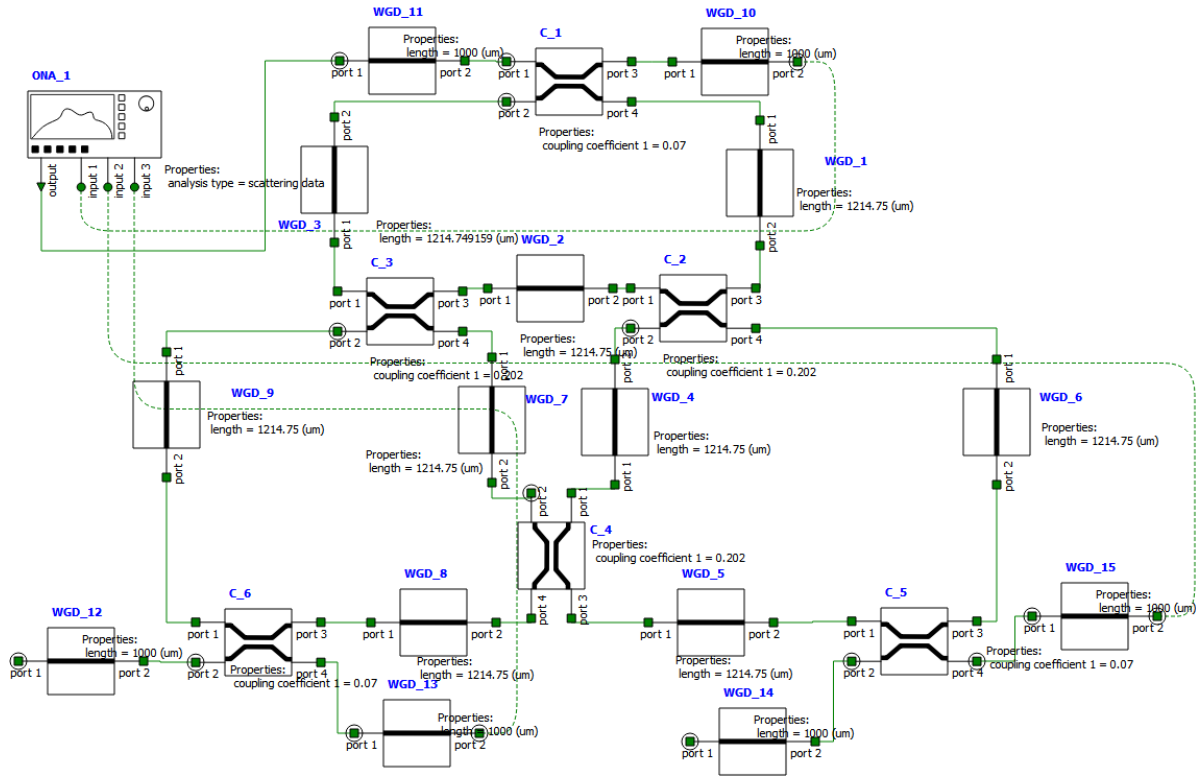 WGD_11
Properties:
length = 1000 (um)
port 1
port 2
C_1
port 1
port 3
port 2
port 4
Properties:
coupling coefficient 1 = 0.07
WGD_10
Properties:
length = 1000 (um)
port 1
port 2
ONA_1
output
input 1
input 2
input 3
Properties:
analysis type = scattering data
port 2
WGD_3
port 1
Properties:
length = 1214.749159 (um)
port 1
WGD_1
Properties:
length = 1214.75 (um)
port 2
C_3
port 1
port 3
port 2
port 4
Properties:
coupling coefficient 1 = 0.202
WGD_2
port 1
port 2
Properties:
length = 1214.75 (um)
C_2
port 1
port 3
port 2
port 4
Properties:
coupling coefficient 1 = 0.202
port 1
WGD_9
Properties:
length = 1214.75 (um)
port 2
port 1
WGD_7
Properties:
length = 1214.75 (um)
port 2
WGD_4
Properties:
length = 1214.75 (um)
port 1
port 1
WGD_6
Properties:
length = 1214.75 (um)
port 2
port 2
port 1
C_4
Properties:
coupling coefficient 1 = 0.202
port 4
port 3
WGD_12
Properties:
length = 1000 (um)
port 1
port 2
C_6
port 1
port 3
port 2
port 4
Properties:
coupling coefficient 1 = 0.07
WGD_8
port 1
port 2
Properties:
length = 1214.75 (um)
WGD_13
Properties:
length = 1000 (um)
port 1
port 2
WGD_5
port 1
port 2
Properties:
length = 1214.75 (um)
WGD_14
Properties:
length = 1000 (um)
port 1
port 2
C_5
port 1
port 3
port 2
port 4
Properties:
coupling coefficient 1 = 0.07
WGD_15
Properties:
length = 1000 (um)
port 1
port 2